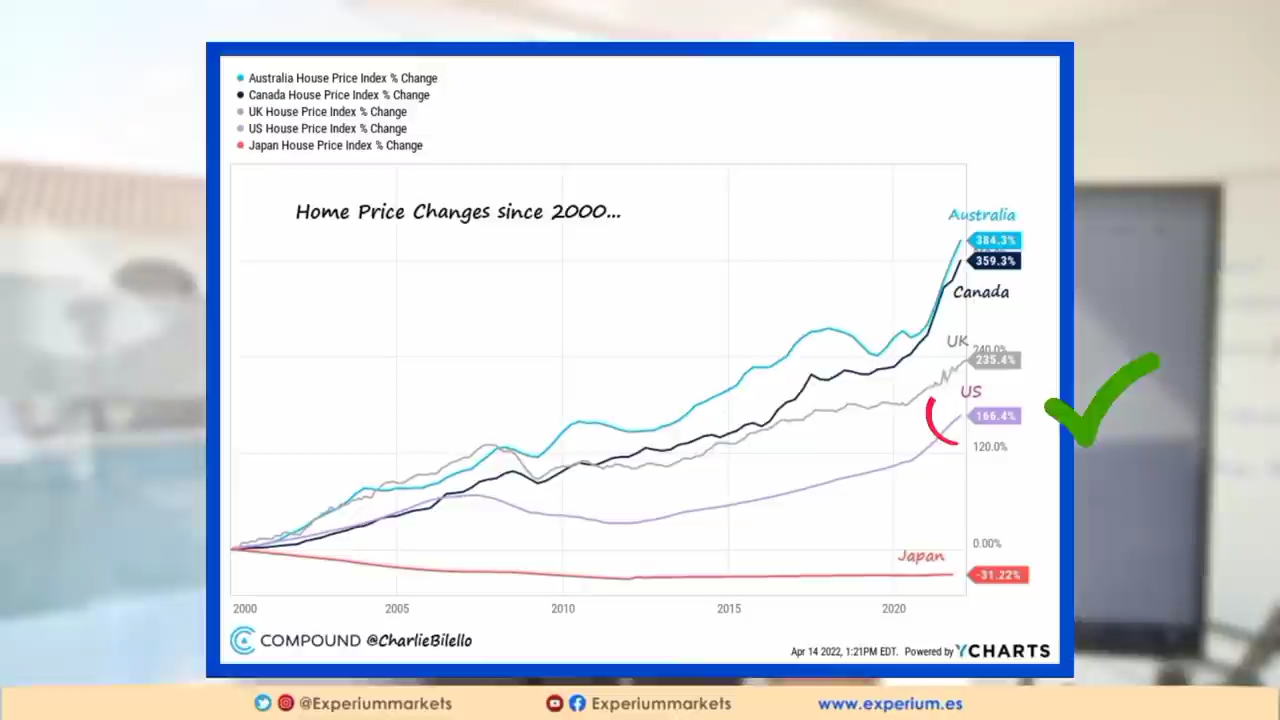 Australia House Price Index % Change
Canada House Price Index % Change
UK House Price Index % Change
US House Price Index % Change
Japan House Price Index % Change
Home Price Changes since 2000...
Australia
384.3%
359.3%
Canada
UK
240.0%
235.4%
US
166.4%
120.0%
0.00%
Japan
-31.22%
2000 2005 2010 2015 2020
COMPOUND @CharlieBilello
Apr 14 2022, 1:21PM EDT. Powered by YCHARTS
@Experiummarkets Experiummarkets www.experium.es